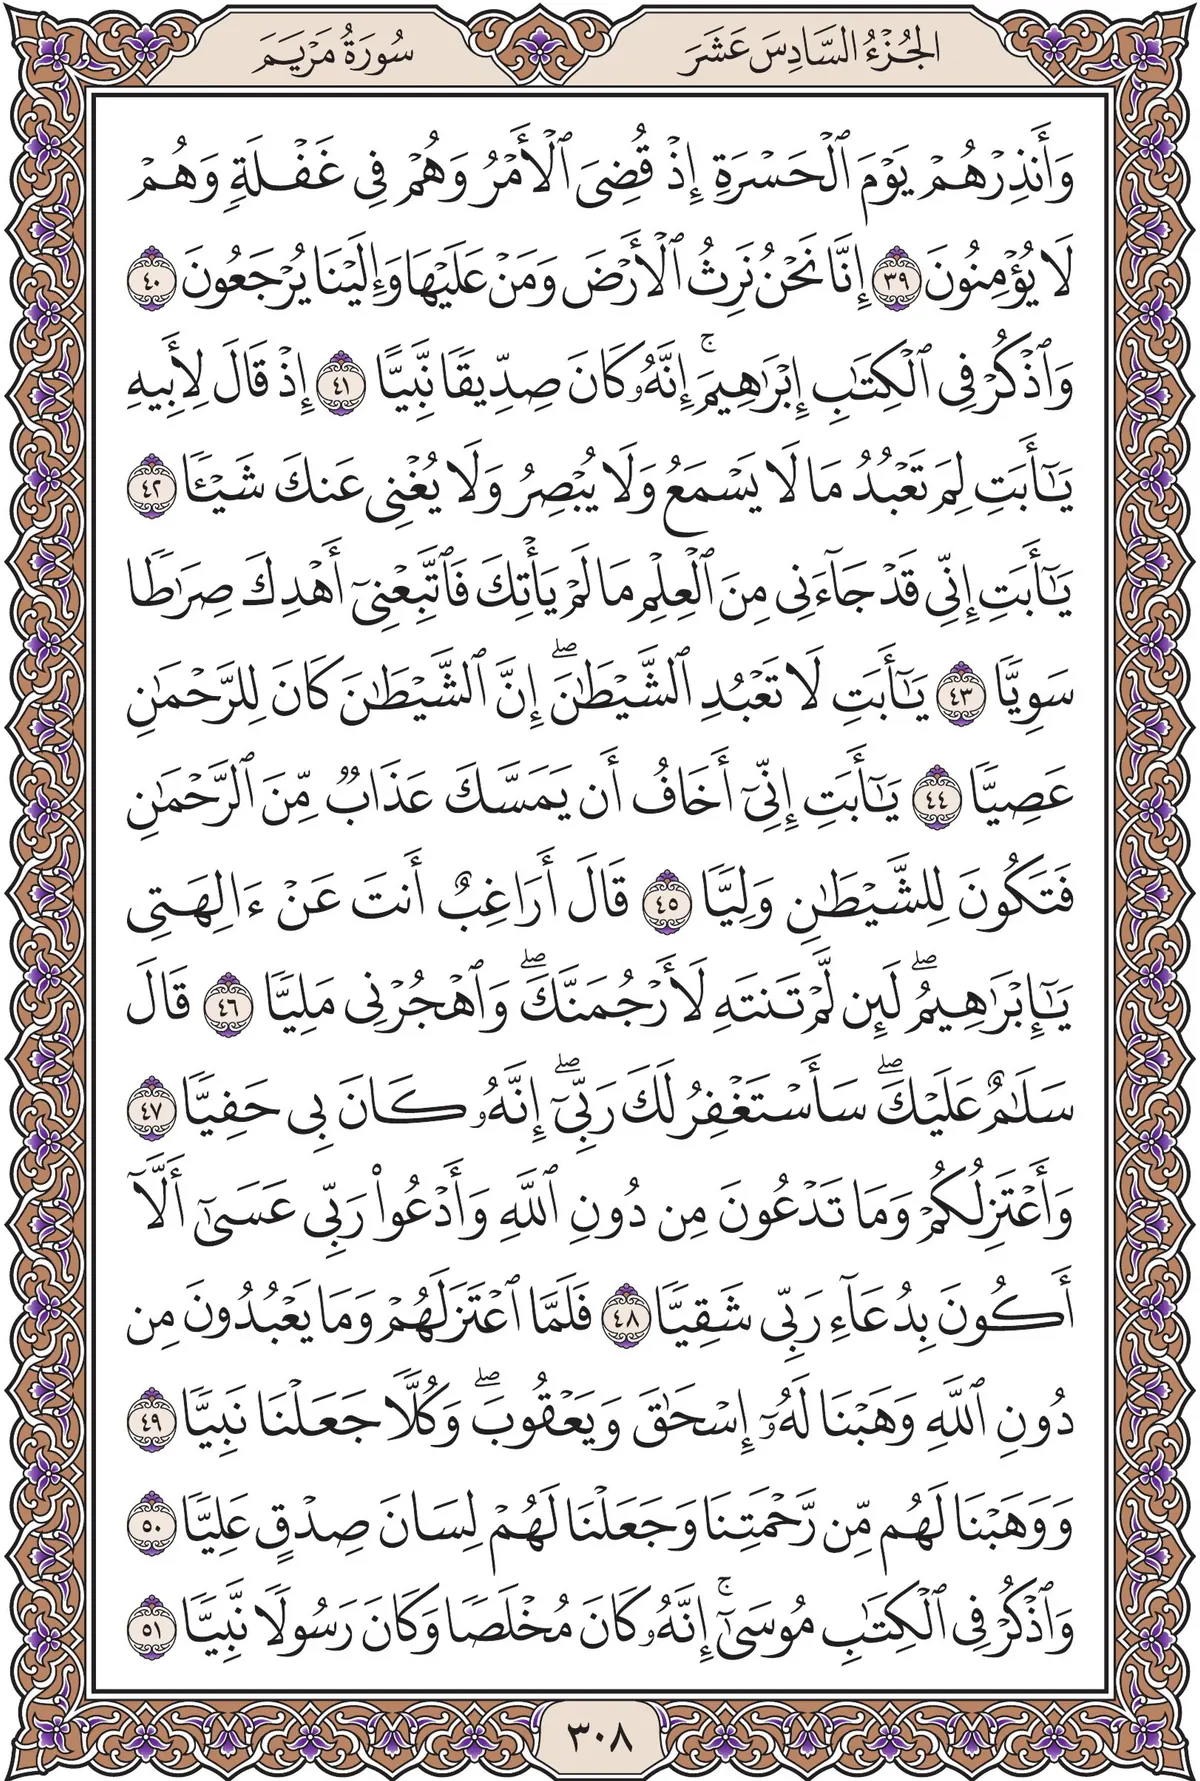 الجُزْءُ السَّادِسَ عَشَرَ
سُورَةُ مَرْيَم
وَأَنذِرْهُمْ يَوْمَ ٱلْحَسْرَةِ إِذْ قُضِىَ ٱلْأَمْرُ وَهُمْ فِى غَفْلَةٍ وَهُمْ
لَا يُؤْمِنُونَ ٣٩ إِنَّا نَحْنُ نَرِثُ ٱلْأَرْضَ وَمَنْ عَلَيْهَا وَإِلَيْنَا يُرْجَعُونَ ٤٠
وَٱذْكُرْ فِى ٱلْكِتَٰبِ إِبْرَٰهِيمَ ۚ إِنَّهُۥ كَانَ صِدِّيقًا نَّبِيًّا ٤١ إِذْ قَالَ لِأَبِيهِ
يَٰٓأَبَتِ لِمَ تَعْبُدُ مَا لَا يَسْمَعُ وَلَا يُبْصِرُ وَلَا يُغْنِى عَنكَ شَيْـًٔا ٤٢
يَٰٓأَبَتِ إِنِّى قَدْ جَآءَنِى مِنَ ٱلْعِلْمِ مَا لَمْ يَأْتِكَ فَٱتَّبِعْنِىٓ أَهْدِكَ صِرَٰطًا
سَوِيًّا ٤٣ يَٰٓأَبَتِ لَا تَعْبُدِ ٱلشَّيْطَٰنَ ۖ إِنَّ ٱلشَّيْطَٰنَ كَانَ لِلرَّحْمَٰنِ
عَصِيًّا ٤٤ يَٰٓأَبَتِ إِنِّىٓ أَخَافُ أَن يَمَسَّكَ عَذَابٌ مِّنَ ٱلرَّحْمَٰنِ
فَتَكُونَ لِلشَّيْطَٰنِ وَلِيًّا ٤٥ قَالَ أَرَاغِبٌ أَنتَ عَنْ ءَالِهَتِى
يَٰٓإِبْرَٰهِيمُ ۖ لَئِن لَّمْ تَنتَهِ لَأَرْجُمَنَّكَ ۖ وَٱهْجُرْنِى مَلِيًّا ٤٦ قَالَ
سَلَٰمٌ عَلَيْكَ ۖ سَأَسْتَغْفِرُ لَكَ رَبِّىٓ ۖ إِنَّهُۥ كَانَ بِى حَفِيًّا ٤٧
وَأَعْتَزِلُكُمْ وَمَا تَدْعُونَ مِن دُونِ ٱللَّهِ وَأَدْعُوا۟ رَبِّى عَسَىٰٓ أَلَّآ
أَكُونَ بِدُعَآءِ رَبِّى شَقِيًّا ٤٨ فَلَمَّا ٱعْتَزَلَهُمْ وَمَا يَعْبُدُونَ مِن
دُونِ ٱللَّهِ وَهَبْنَا لَهُۥٓ إِسْحَٰقَ وَيَعْقُوبَ ۖ وَكُلًّا جَعَلْنَا نَبِيًّا ٤٩
وَوَهَبْنَا لَهُم مِّن رَّحْمَتِنَا وَجَعَلْنَا لَهُمْ لِسَانَ صِدْقٍ عَلِيًّا ٥٠
وَٱذْكُرْ فِى ٱلْكِتَٰبِ مُوسَىٰٓ ۚ إِنَّهُۥ كَانَ مُخْلَصًا وَكَانَ رَسُولًا نَّبِيًّا ٥١
٣٠٨